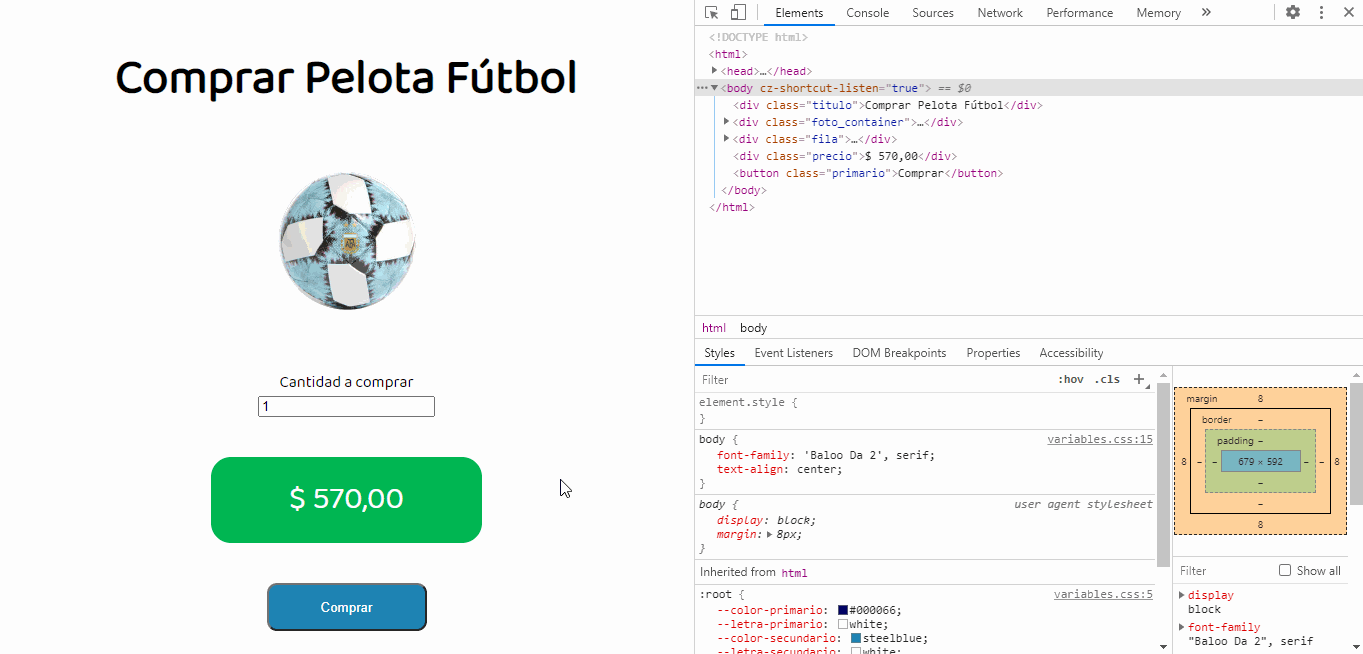 Comprar Pelota Fútbol
Cantidad a comprar
1
$ 570,00
Comprar
Elements Console Sources Network Performance Memory »
<!DOCTYPE html>
<html>
<head>…</head>
<body cz-shortcut-listen="true"> == $0
<div class="titulo">Comprar Pelota Fútbol</div>
<div class="foto_container">…</div>
<div class="fila">…</div>
<div class="precio">$ 570,00</div>
<button class="primario">Comprar</button>
</body>
</html>
html body
Styles Event Listeners DOM Breakpoints Properties Accessibility
Filter :hov .cls +
element.style {
}
body { variables.css:15
font-family: 'Baloo Da 2', serif;
text-align: center;
}
body { user agent stylesheet
display: block;
margin: 8px;
}
Inherited from html
:root { variables.css:5
--color-primario: #000066;
--letra-primario: white;
--color-secundario: steelblue;
--letra-secundario: white;
margin 8
border –
padding –
8 – – 679 × 592 – – 8
–
–
8
Filter Show all
display
block
font-family
"Baloo Da 2", serif